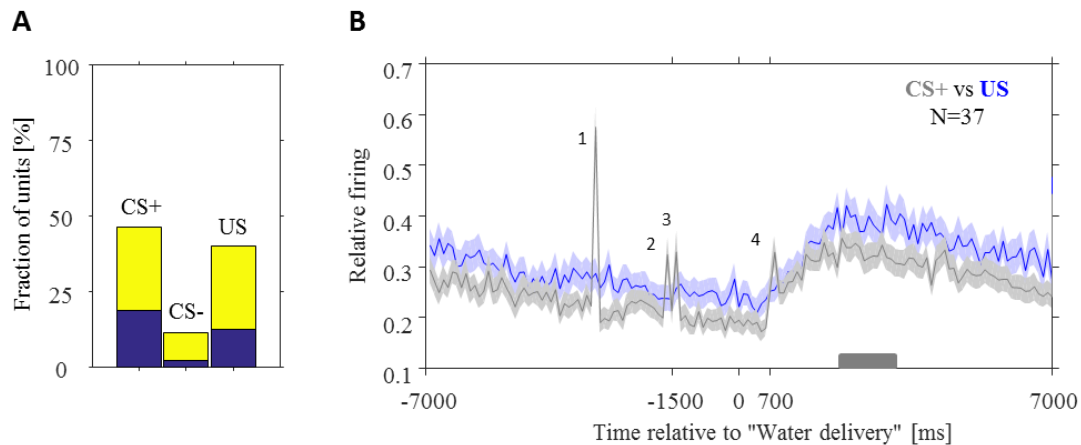 A
Fraction of units [%]
100
75
50
25
0
CS+
CS-
US
B
Relative firing
0.7
0.6
0.5
0.4
0.3
0.2
0.1
CS+ vs US
N=37
1
2
3
4
-7000
-1500
0
700
7000
Time relative to "Water delivery" [ms]